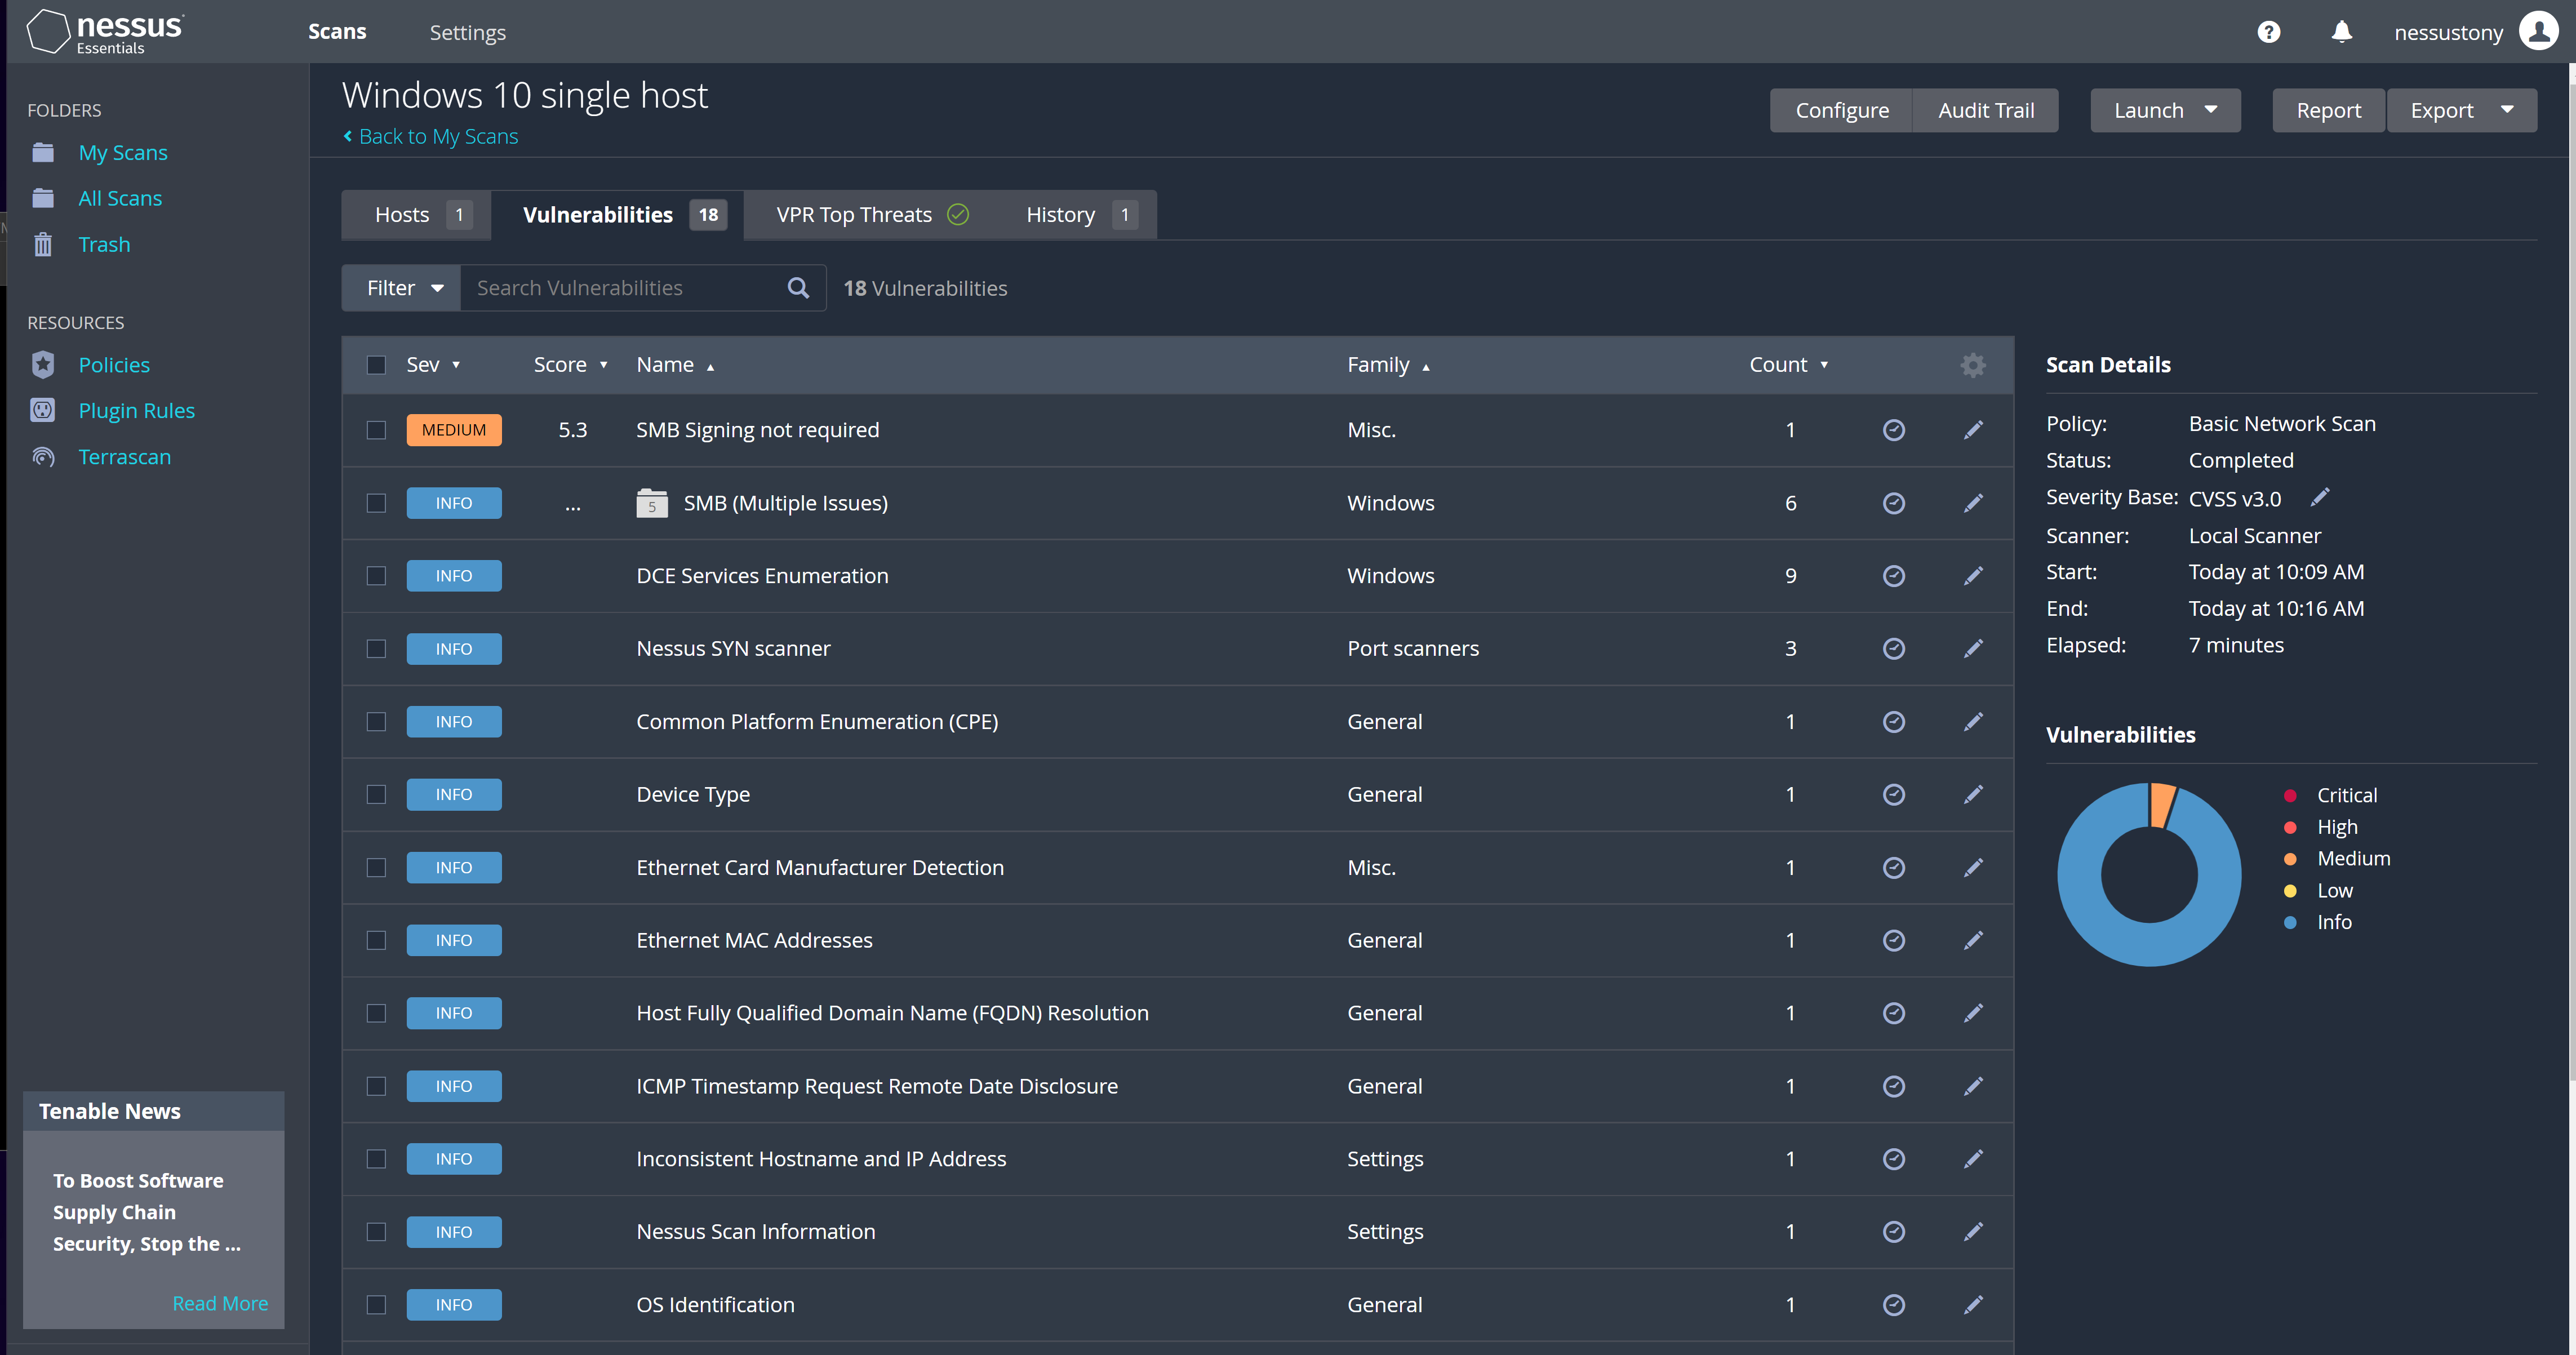 nessus
Essentials
Scans
Settings
nessustony
FOLDERS
My Scans
All Scans
Trash
RESOURCES
Policies
Plugin Rules
Terrascan
Tenable News
To Boost Software
Supply Chain
Security, Stop the ...
Read More
Windows 10 single host
Back to My Scans
Configure
Audit Trail
Launch
Report
Export
Hosts 1
Vulnerabilities 18
VPR Top Threats
History 1
Filter
Search Vulnerabilities
18 Vulnerabilities
Sev Score Name Family Count
MEDIUM 5.3 SMB Signing not required Misc. 1
INFO ... 5 SMB (Multiple Issues) Windows 6
INFO DCE Services Enumeration Windows 9
INFO Nessus SYN scanner Port scanners 3
INFO Common Platform Enumeration (CPE) General 1
INFO Device Type General 1
INFO Ethernet Card Manufacturer Detection Misc. 1
INFO Ethernet MAC Addresses General 1
INFO Host Fully Qualified Domain Name (FQDN) Resolution General 1
INFO ICMP Timestamp Request Remote Date Disclosure General 1
INFO Inconsistent Hostname and IP Address Settings 1
INFO Nessus Scan Information Settings 1
INFO OS Identification General 1
Scan Details
Policy: Basic Network Scan
Status: Completed
Severity Base: CVSS v3.0
Scanner: Local Scanner
Start: Today at 10:09 AM
End: Today at 10:16 AM
Elapsed: 7 minutes
Vulnerabilities
Critical
High
Medium
Low
Info